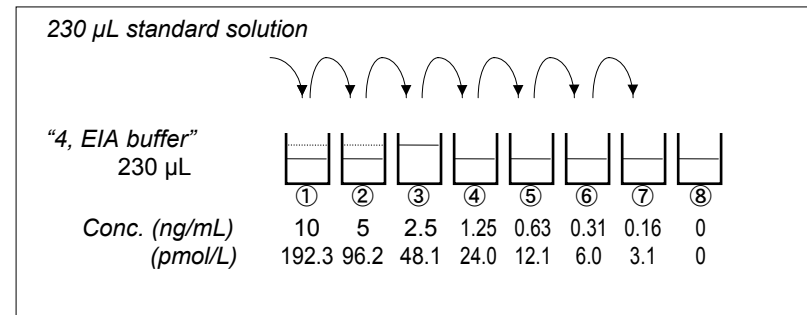 230 µL standard solution
“4, EIA buffer”
230 µL
① ② ③ ④ ⑤ ⑥ ⑦ ⑧
Conc. (ng/mL) 10 5 2.5 1.25 0.63 0.31 0.16 0
(pmol/L) 192.3 96.2 48.1 24.0 12.1 6.0 3.1 0